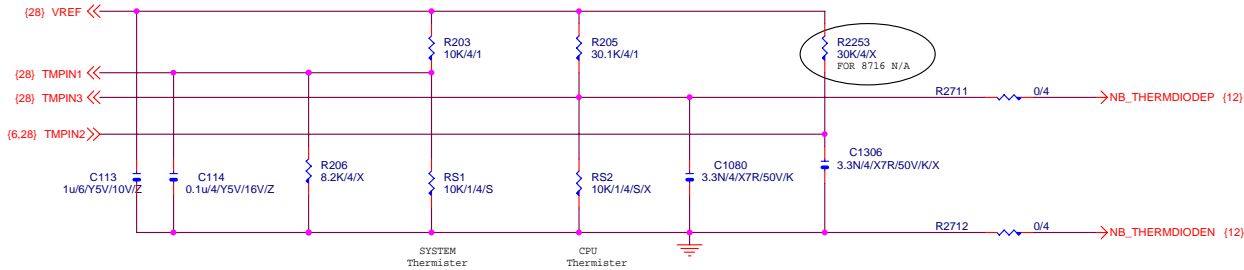 {28} VREF
R203
10K/4/1
R205
30.1K/4/1
R2253
30K/4/X
FOR 8716 N/A
{28} TMPIN1
{28} TMPIN3
R2711
0/4
NB_THERMDIODEP {12}
{6,28} TMPIN2
C113
1u/6/Y5V/10V/Z
C114
0.1u/4/Y5V/16V/Z
R206
8.2K/4/X
RS1
10K/1/4/S
RS2
10K/1/4/S/X
C1080
3.3N/4/X7R/50V/K
C1306
3.3N/4/X7R/50V/K/X
R2712
0/4
NB_THERMDIODEN {12}
SYSTEM
Thermister
CPU
Thermister